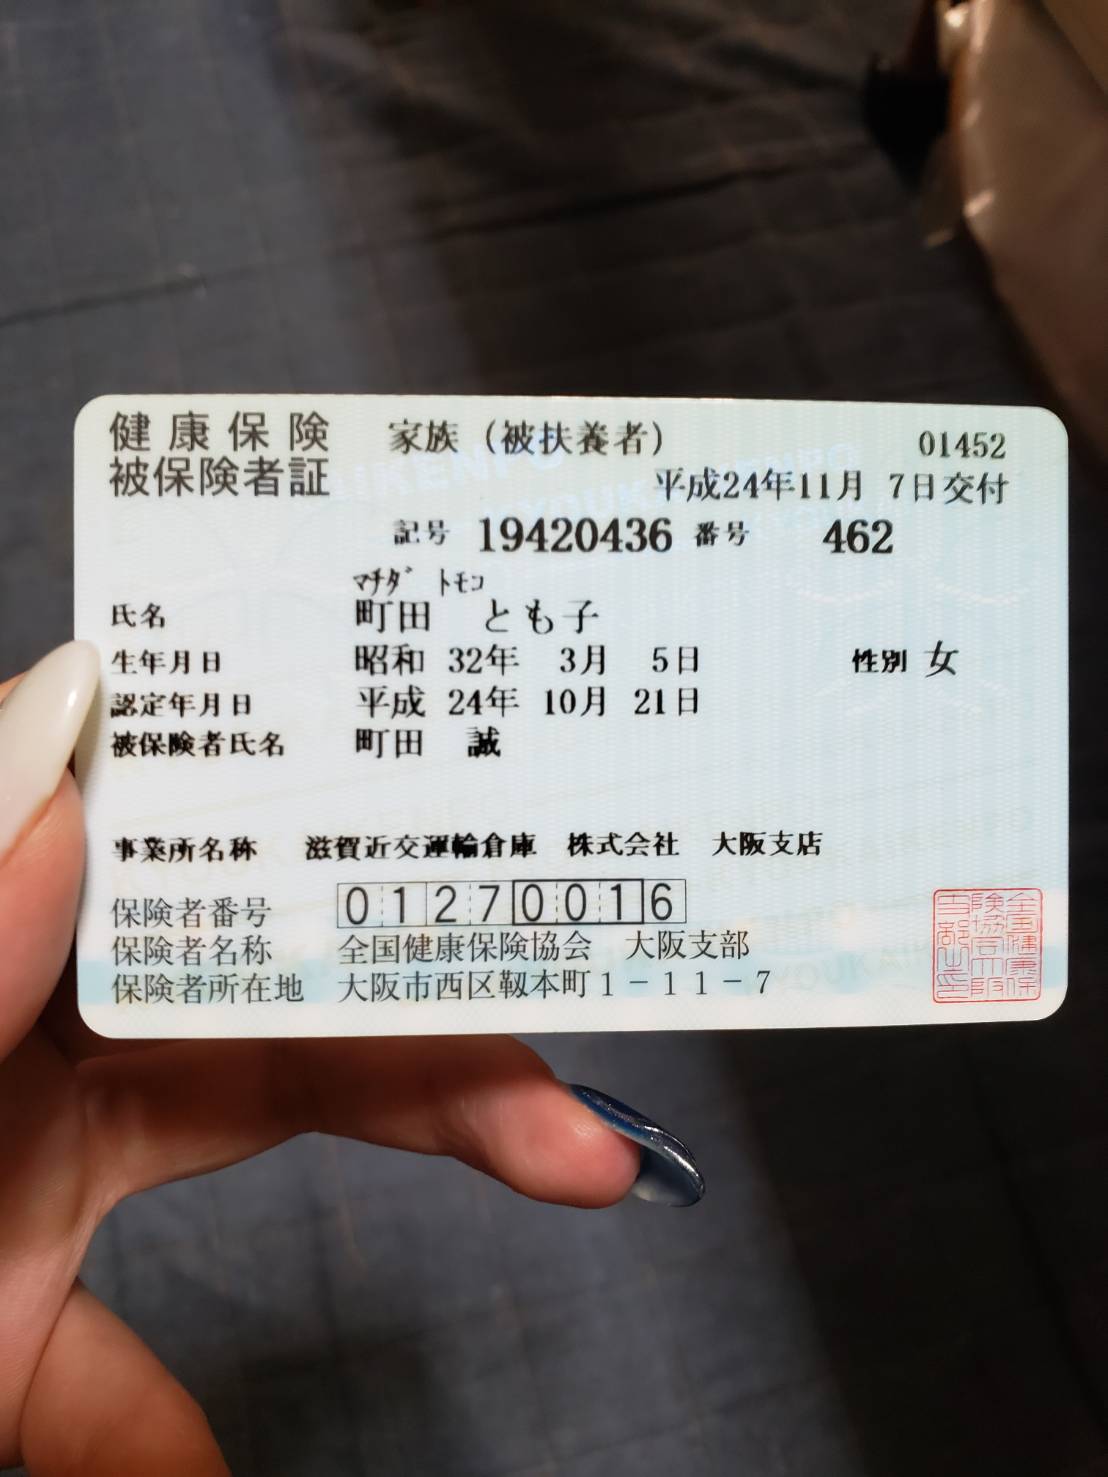 健康保険 家族（被扶養者） 01452
被保険者証 平成24年11月 7日交付
記号 19420436 番号 462
ﾏﾁﾀﾞ ﾄﾓｺ
氏名 町田 とも子
生年月日 昭和 32年 3月 5日 性別 女
認定年月日 平成 24年 10月 21日
被保険者氏名 町田 誠
事業所名称 滋賀近交運輸倉庫 株式会社 大阪支店
保険者番号 01270016
保険者名称 全国健康保険協会 大阪支部
保険者所在地 大阪市西区靱本町１－１１－７